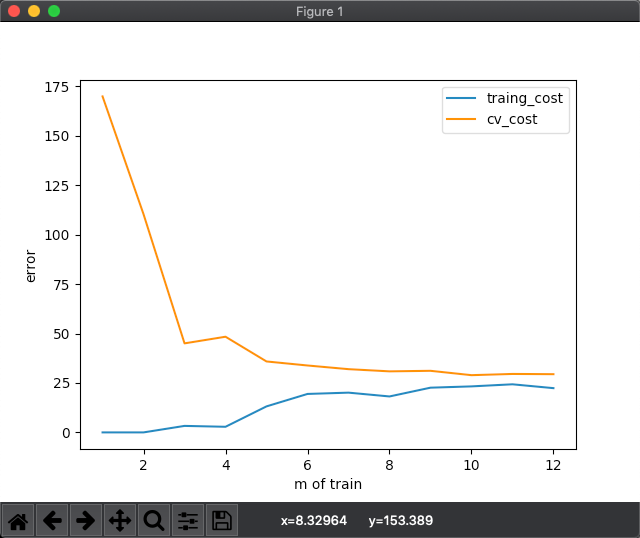 Figure 1
175
150
125
100
75
50
25
0
error
traing_cost
cv_cost
2 4 6 8 10 12
m of train
x=8.32964 y=153.389